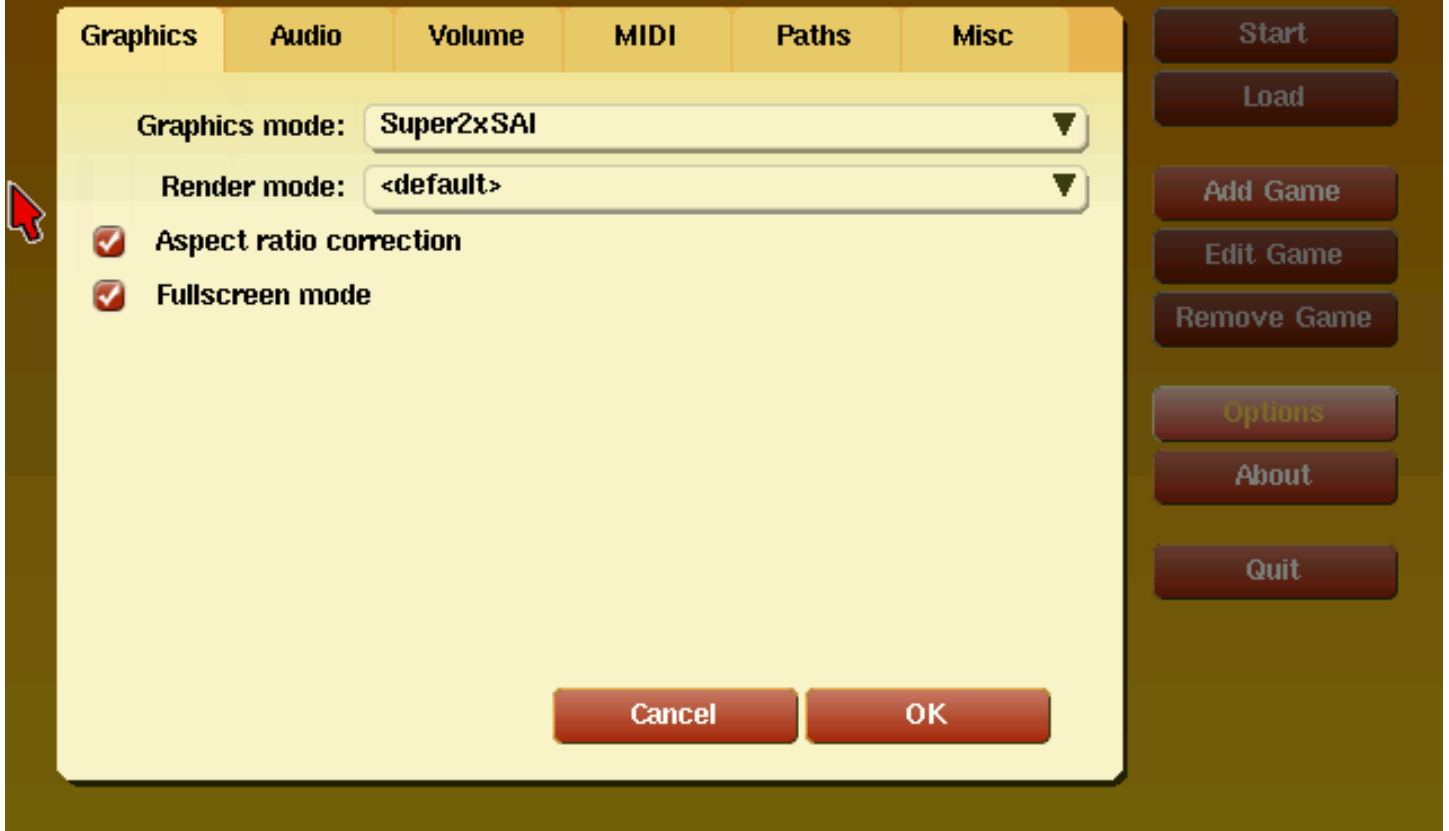 Graphics Audio Volume MIDI Paths Misc
Graphics mode: Super2xSAI
Render mode: <default>
Aspect ratio correction
Fullscreen mode
Cancel OK
Start
Load
Add Game
Edit Game
Remove Game
Options
About
Quit